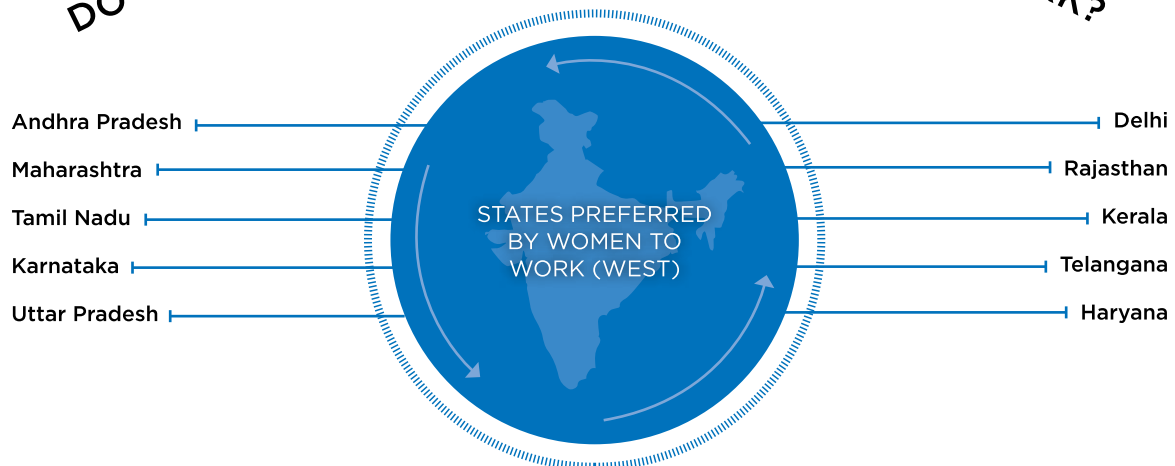 DO
Andhra Pradesh
Maharashtra
Tamil Nadu
Karnataka
Uttar Pradesh
STATES PREFERRED
BY WOMEN TO
WORK (WEST)
Delhi
Rajasthan
Kerala
Telangana
Haryana